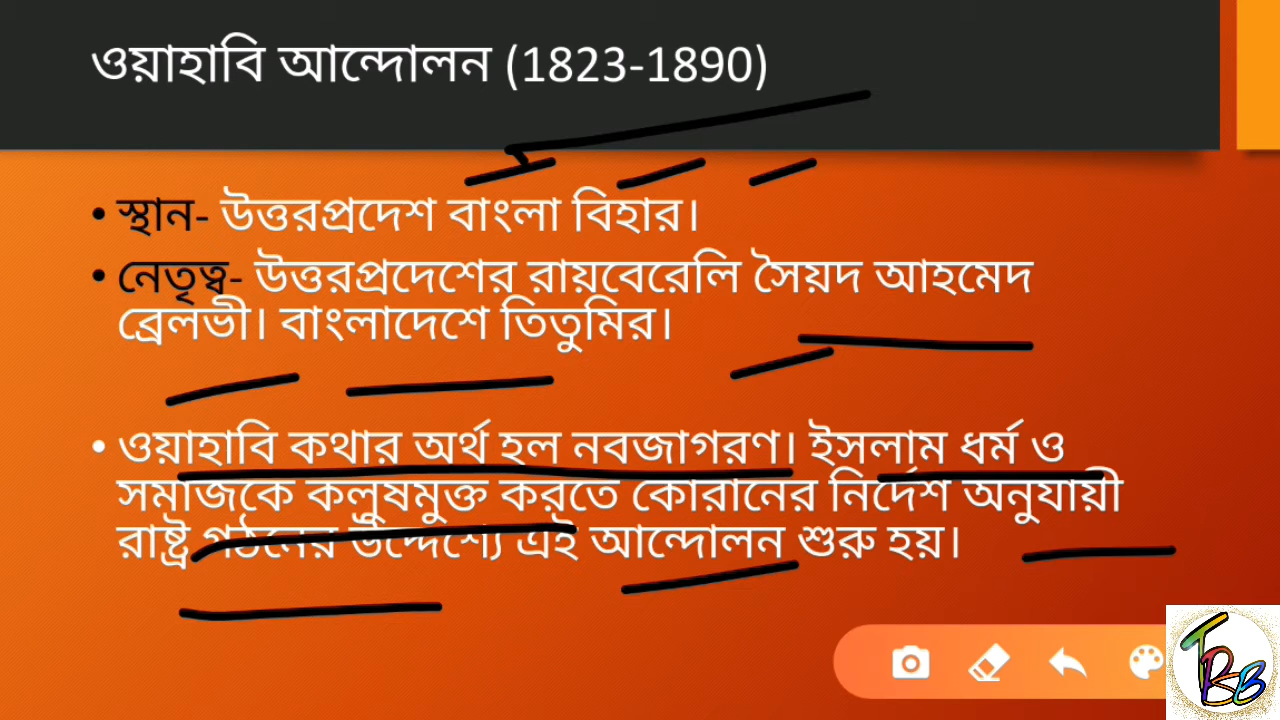 ওয়াহাবি আন্দোলন (1823-1890)
• স্থান- উত্তরপ্রদেশ বাংলা বিহার।
• নেতৃত্ব- উত্তরপ্রদেশের রায়বেরেলি সৈয়দ আহমেদ
ব্রেলভী। বাংলাদেশে তিতুমির।
• ওয়াহাবি কথার অর্থ হল নবজাগরণ। ইসলাম ধর্ম ও
সমাজকে কলুষমুক্ত করতে কোরানের নির্দেশ অনুযায়ী
রাষ্ট্র গঠনের উদ্দেশ্যে এই আন্দোলন শুরু হয়।
TRBB